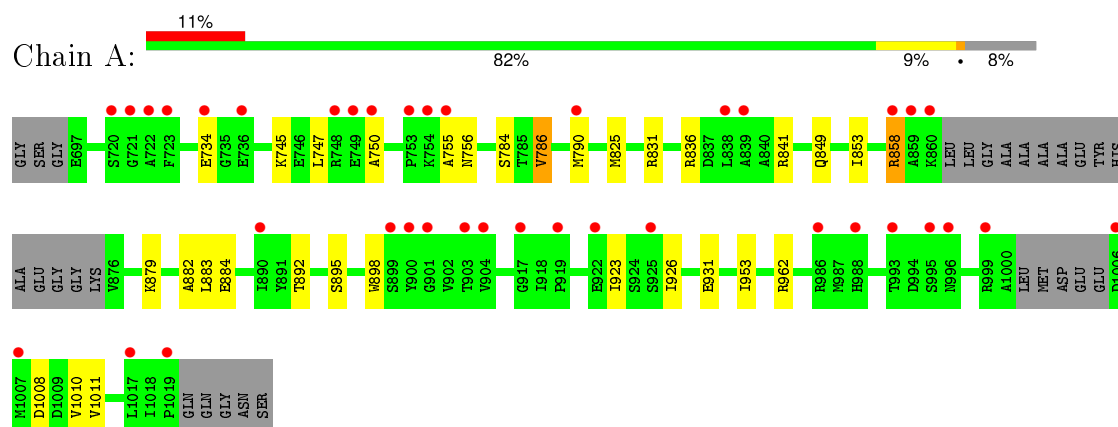 11%
Chain A:
82% 9% • 8%
GLY SER GLY E697 S720 G721 A722 F723 E734 G735 E736 K745 E746 L747 R748 E749 A750 P753 K754 A755 N756 S784 T785 V786 M790 M825 R831 R836 D837 L838 A839 A840 R841 Q849 I853 R858 A859 K860 LEU LEU GLY ALA ALA ALA ALA GLU TYR HIS
ALA GLU GLY GLY LYS V876 K879 A882 L883 E884 I890 Y891 T892 S895 W898 S899 Y900 G901 V902 T903 V904 G917 I918 P919 E922 I923 S924 S925 I926 E931 I953 R962 R986 M987 H988 T993 D994 S995 N996 R999 A1000 LEU MET ASP GLU GLU D1006
M1007 D1008 D1009 V1010 V1011 L1017 I1018 P1019 GLN GLN GLY ASN SER